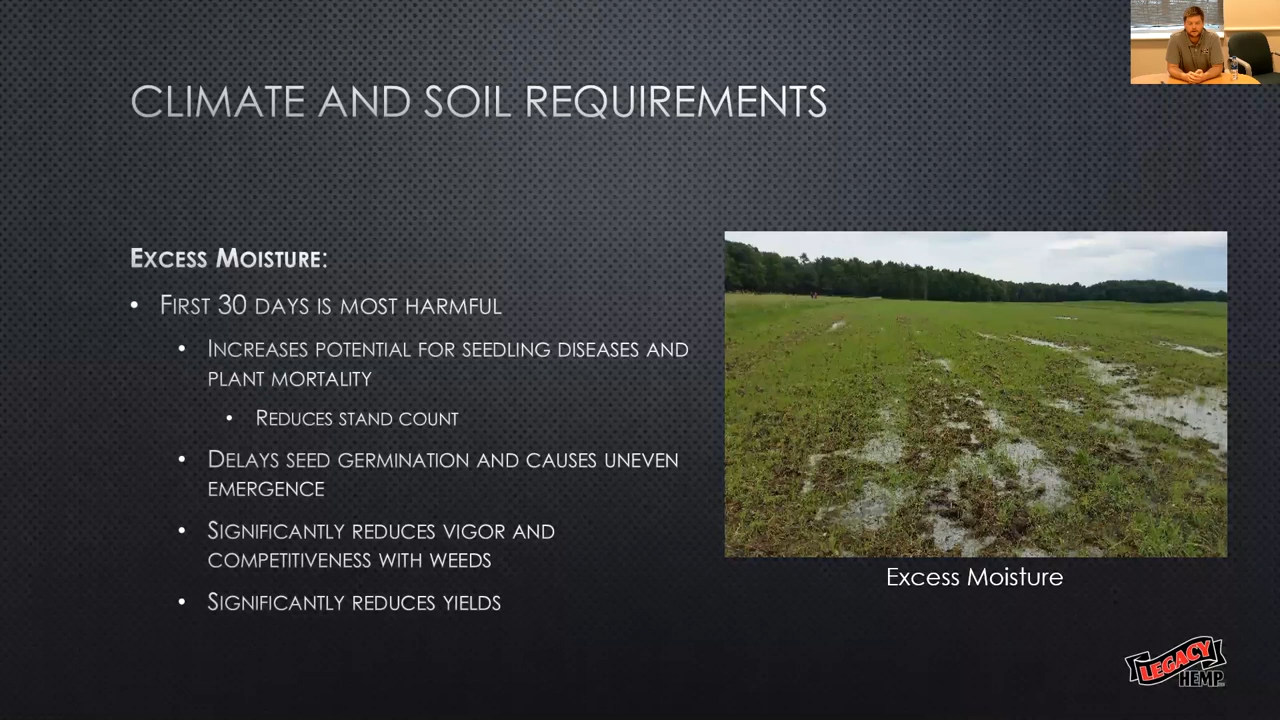 CLIMATE AND SOIL REQUIREMENTS
EXCESS MOISTURE:
• FIRST 30 DAYS IS MOST HARMFUL
• INCREASES POTENTIAL FOR SEEDLING DISEASES AND
PLANT MORTALITY
• REDUCES STAND COUNT
• DELAYS SEED GERMINATION AND CAUSES UNEVEN
EMERGENCE
• SIGNIFICANTLY REDUCES VIGOR AND
COMPETITIVENESS WITH WEEDS
• SIGNIFICANTLY REDUCES YIELDS
Excess Moisture
LEGACY
HEMP